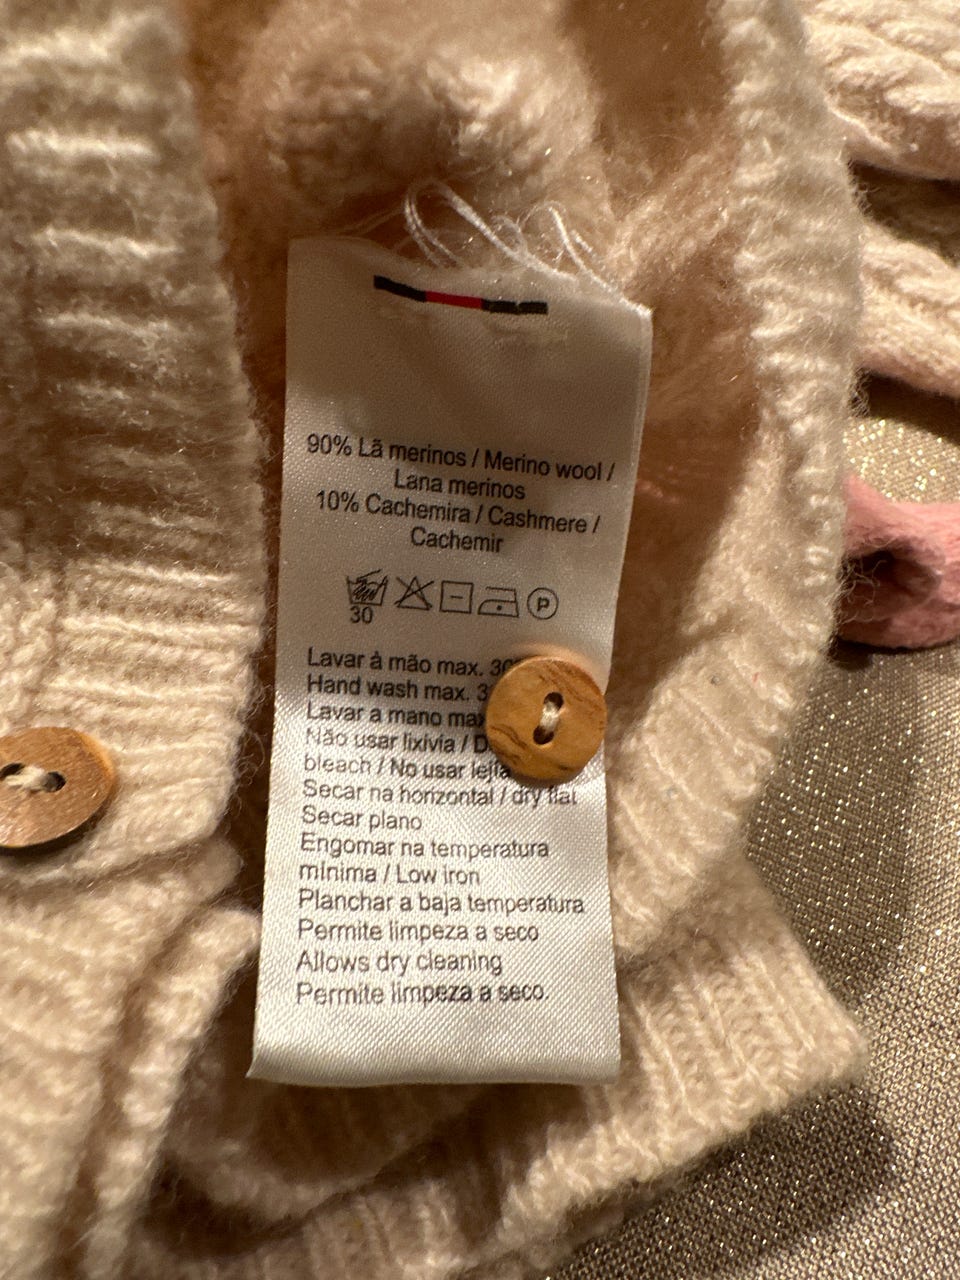 90% Lã merinos / Merino wool /
Lana merinos
10% Cachemira / Cashmere /
Cachemir
P
30
Lavar à mão max.
Hand wash max.
Lavar a mano
Não usar lixivia /
bleach / No usar lejía
Secar na horizontal / dry flat
Secar plano
Engomar na temperatura
mínima / Low iron
Planchar a baja temperatura
Permite limpeza a seco
Allows dry cleaning
Permite limpeza a seco.